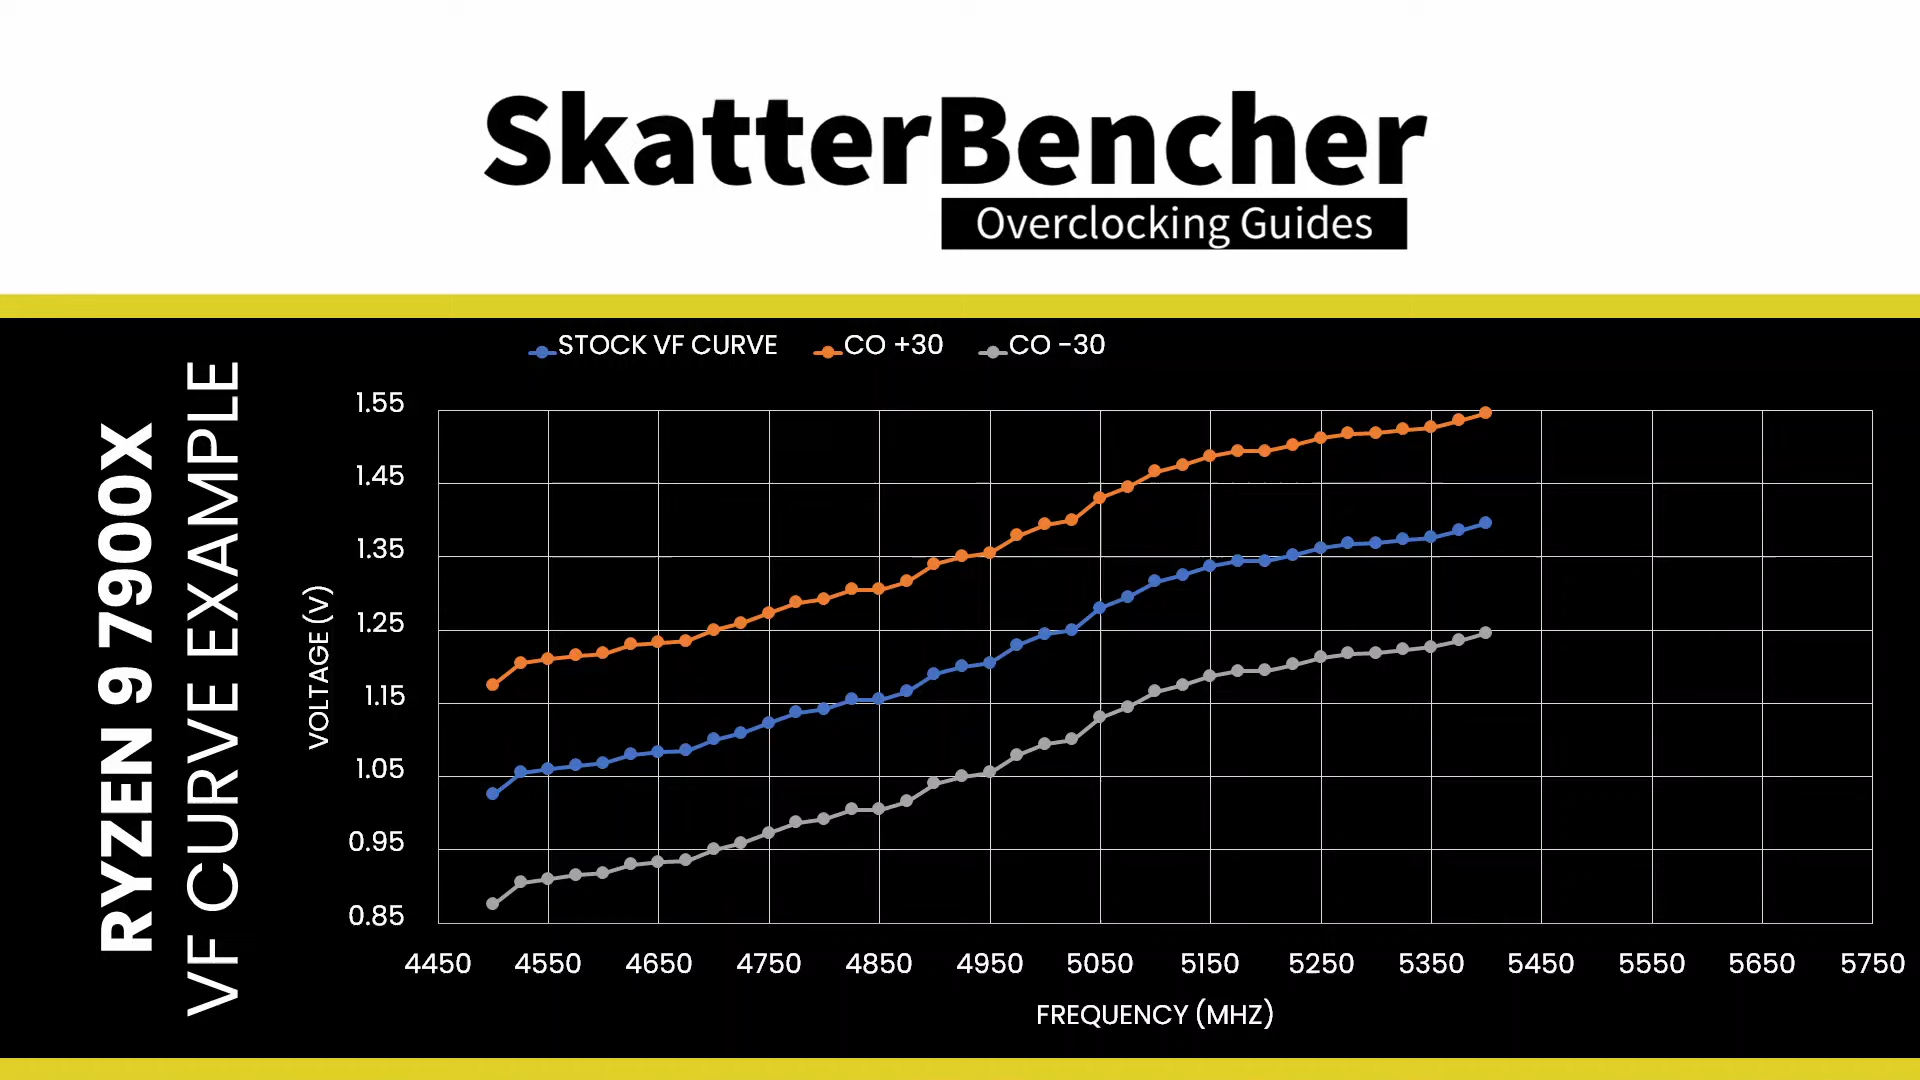 SkatterBencher
Overclocking Guides
RYZEN 9 7900X
VF CURVE EXAMPLE
STOCK VF CURVE CO +30 CO -30
VOLTAGE (V)
1.55
1.45
1.35
1.25
1.15
1.05
0.95
0.85
4450 4550 4650 4750 4850 4950 5050 5150 5250 5350 5450 5550 5650 5750
FREQUENCY (MHZ)